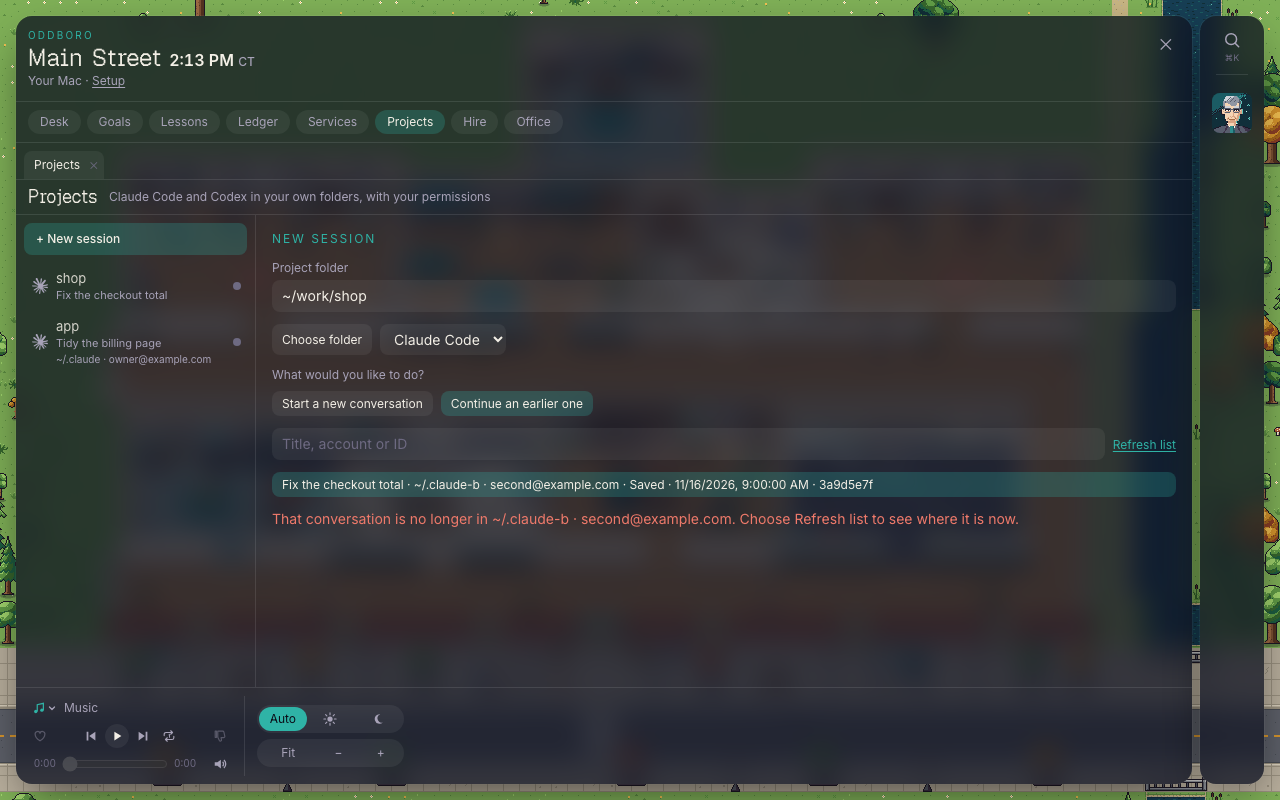 ODDBORO
Main Street 2:13 PM CT
Your Mac · Setup
⌘K
Desk Goals Lessons Ledger Services Projects Hire Office
Projects ×
Projects Claude Code and Codex in your own folders, with your permissions
+ New session
shop
Fix the checkout total
app
Tidy the billing page
~/.claude · owner@example.com
NEW SESSION
Project folder
~/work/shop
Choose folder Claude Code
What would you like to do?
Start a new conversation Continue an earlier one
Title, account or ID Refresh list
Fix the checkout total · ~/.claude-b · second@example.com · Saved · 11/16/2026, 9:00:00 AM · 3a9d5e7f
That conversation is no longer in ~/.claude-b · second@example.com. Choose Refresh list to see where it is now.
Music
0:00 0:00
Auto
Fit − +